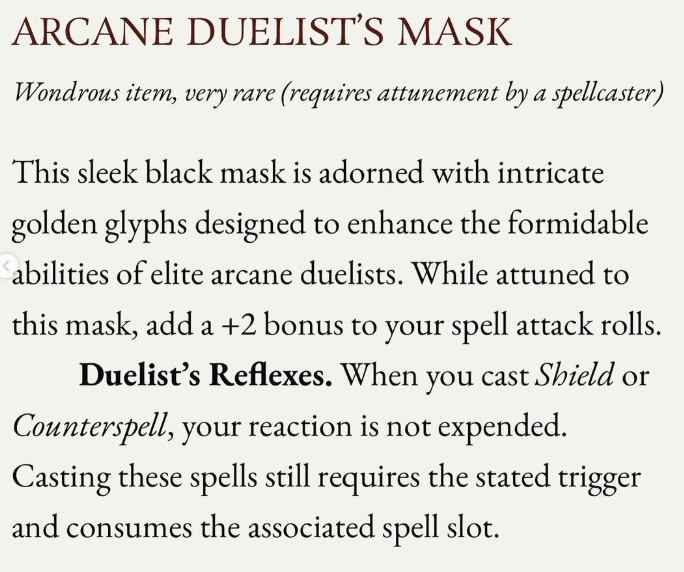 ARCANE DUELIST’S MASK
Wondrous item, very rare (requires attunement by a spellcaster)
This sleek black mask is adorned with intricate
golden glyphs designed to enhance the formidable
abilities of elite arcane duelists. While attuned to
this mask, add a +2 bonus to your spell attack rolls.
Duelist’s Reflexes. When you cast Shield or
Counterspell, your reaction is not expended.
Casting these spells still requires the stated trigger
and consumes the associated spell slot.